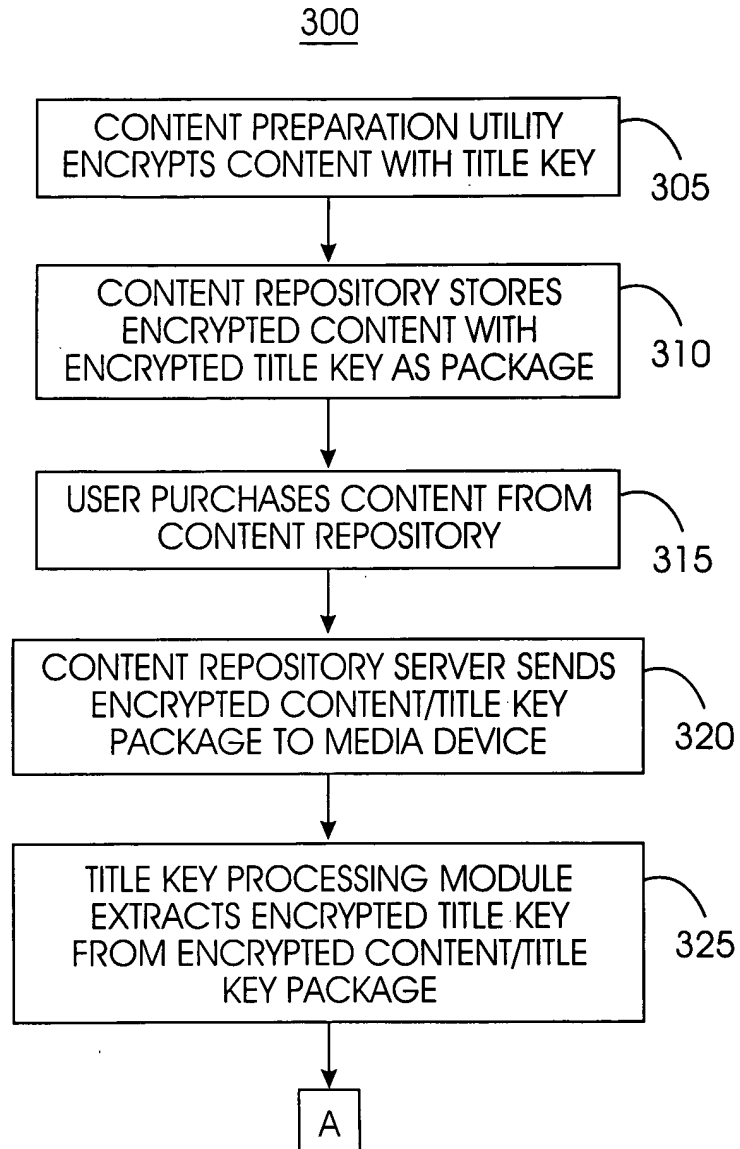 300
CONTENT PREPARATION UTILITY
ENCRYPTS CONTENT WITH TITLE KEY
305
CONTENT REPOSITORY STORES
ENCRYPTED CONTENT WITH
ENCRYPTED TITLE KEY AS PACKAGE
310
USER PURCHASES CONTENT FROM
CONTENT REPOSITORY
315
CONTENT REPOSITORY SERVER SENDS
ENCRYPTED CONTENT/TITLE KEY
PACKAGE TO MEDIA DEVICE
320
TITLE KEY PROCESSING MODULE
EXTRACTS ENCRYPTED TITLE KEY
FROM ENCRYPTED CONTENT/TITLE
KEY PACKAGE
325
A